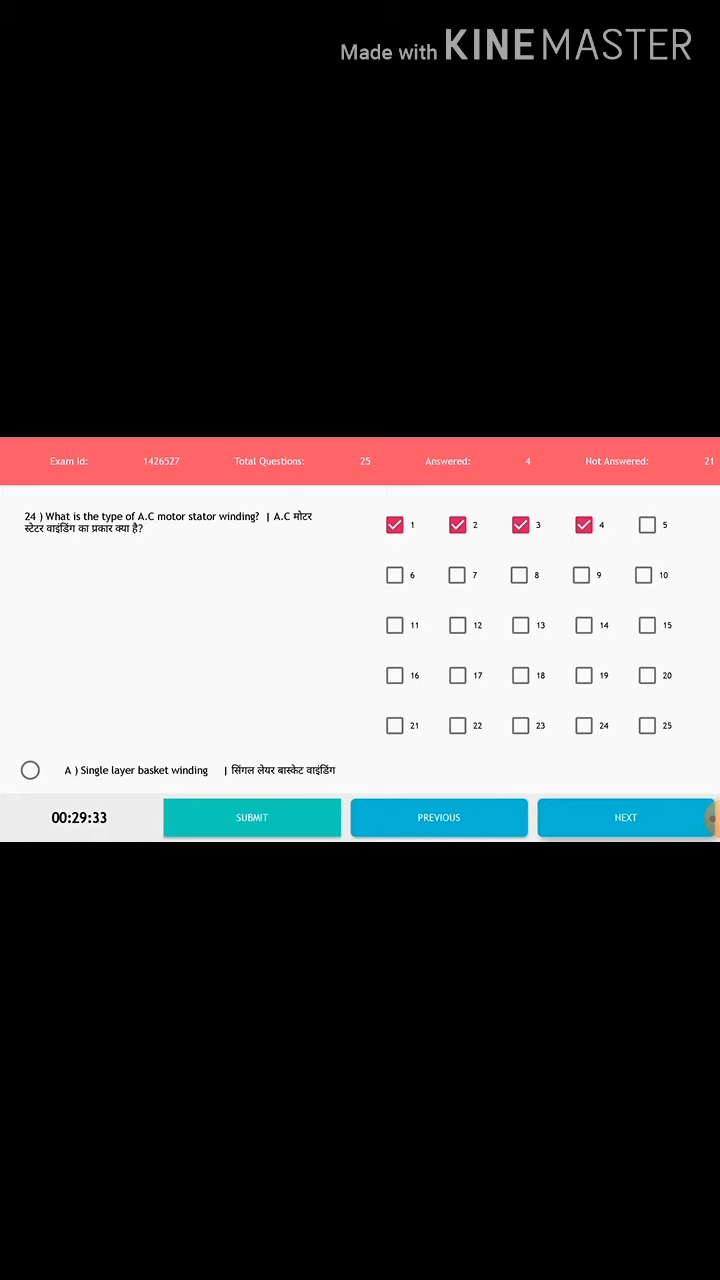 Made with KINEMASTER
Exam Id: 1426527 Total Questions: 25 Answered: 4 Not Answered: 21
24 ) What is the type of A.C motor stator winding? | A.C मोटर
स्टेटर वाइंडिंग का प्रकार क्या है?
1 2 3 4 5
6 7 8 9 10
11 12 13 14 15
16 17 18 19 20
21 22 23 24 25
A ) Single layer basket winding | सिंगल लेयर बास्केट वाइंडिंग
00:29:33 SUBMIT PREVIOUS NEXT